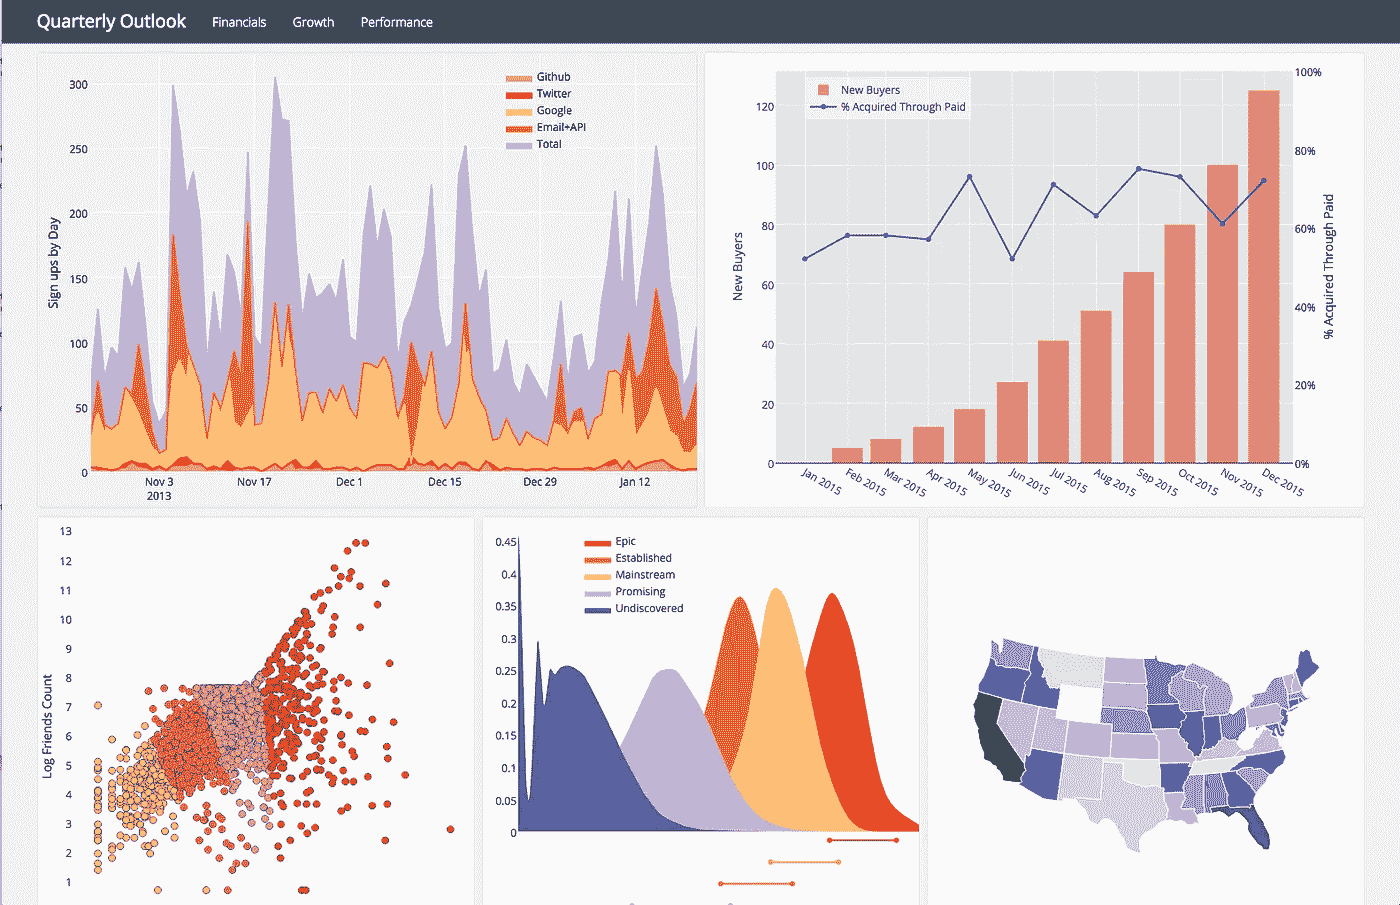 Quarterly Outlook Financials Growth Performance
Github
Twitter
Google
Email+API
Total
Sign ups by Day
300
250
200
150
100
50
0
Nov 3 Nov 17 Dec 1 Dec 15 Dec 29 Jan 12
2013
New Buyers
% Acquired Through Paid
New Buyers
120
100
80
60
40
20
0
100%
80%
60%
40%
20%
0%
% Acquired Through Paid
Jan 2015 Feb 2015 Mar 2015 Apr 2015 May 2015 Jun 2015 Jul 2015 Aug 2015 Sep 2015 Oct 2015 Nov 2015 Dec 2015
Log Friends Count
13
12
11
10
9
8
7
6
5
4
3
2
1
Epic
Established
Mainstream
Promising
Undiscovered
0.45
0.4
0.35
0.3
0.25
0.2
0.15
0.1
0.05
0